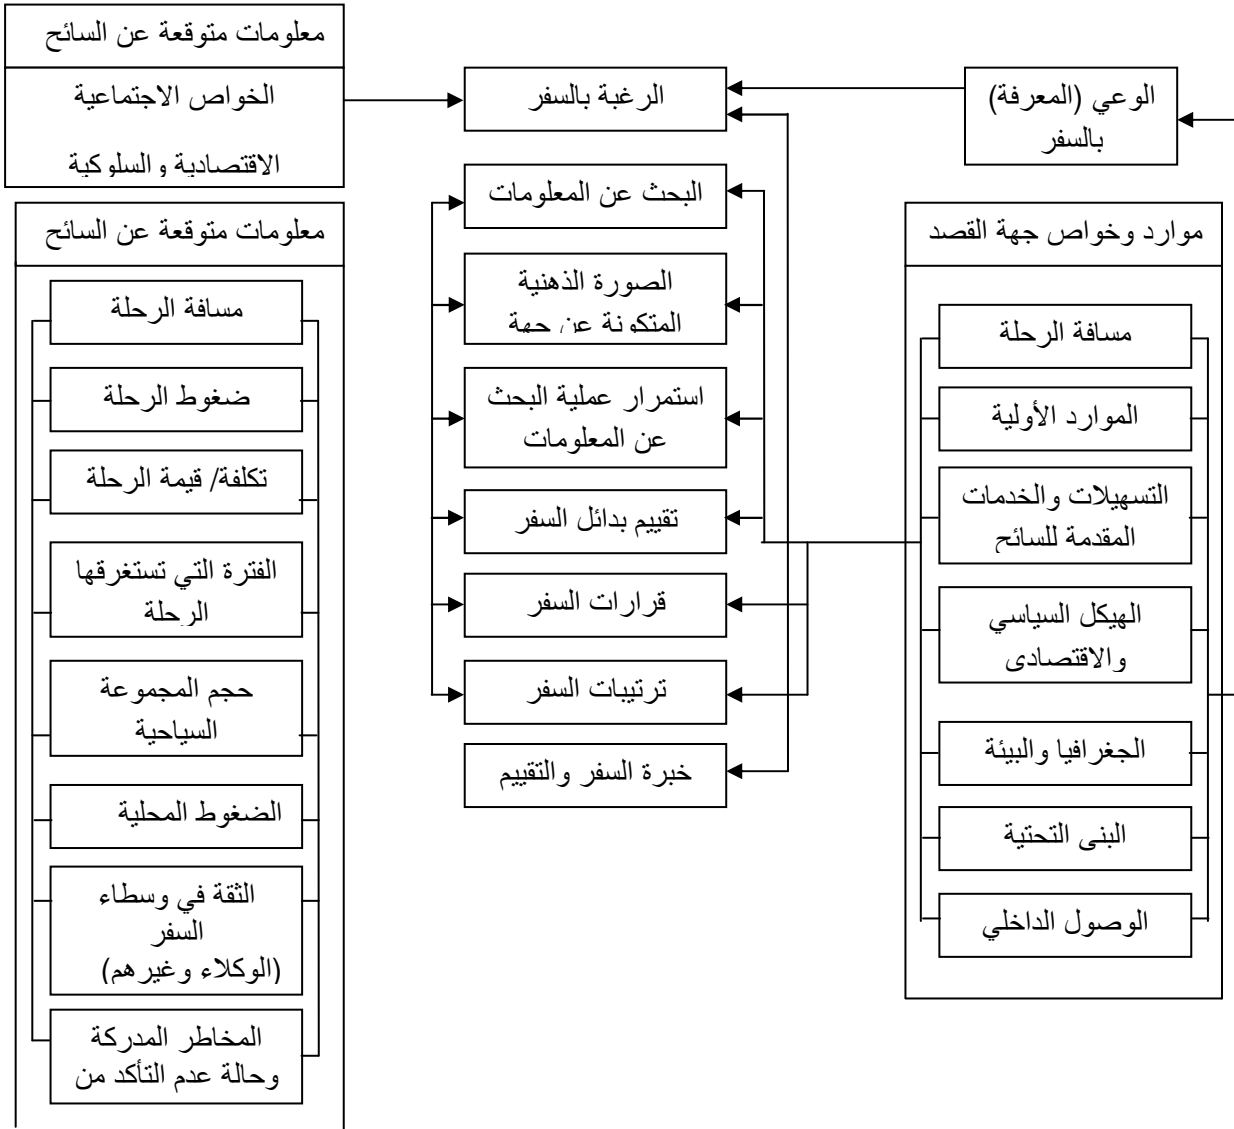 معلومات متوقعة عن السائح
الخواص الاجتماعية
الاقتصادية والسلوكية
الرغبة بالسفر
الوعي (المعرفة)
بالسفر
موارد وخواص جهة القصد
مسافة الرحلة
الموارد الأولية
التسهيلات والخدمات
المقدمة للسائح
الهيكل السياسي
والاقتصادى
الجغرافيا والبيئة
البنى التحتية
الوصول الداخلي
البحث عن المعلومات
الصورة الذهنية
المتكونة عن جهة
استمرار عملية البحث
عن المعلومات
تقييم بدائل السفر
قرارات السفر
ترتيبات السفر
خبرة السفر والتقييم
معلومات متوقعة عن السائح
مسافة الرحلة
ضغوط الرحلة
تكلفة/ قيمة الرحلة
الفترة التي تستغرقها
الرحلة
حجم المجموعة
السياحية
الضغوط المحلية
الثقة في وسطاء
السفر
(الوكلاء وغيرهم)
المخاطر المدركة
وحالة عدم التأكد من